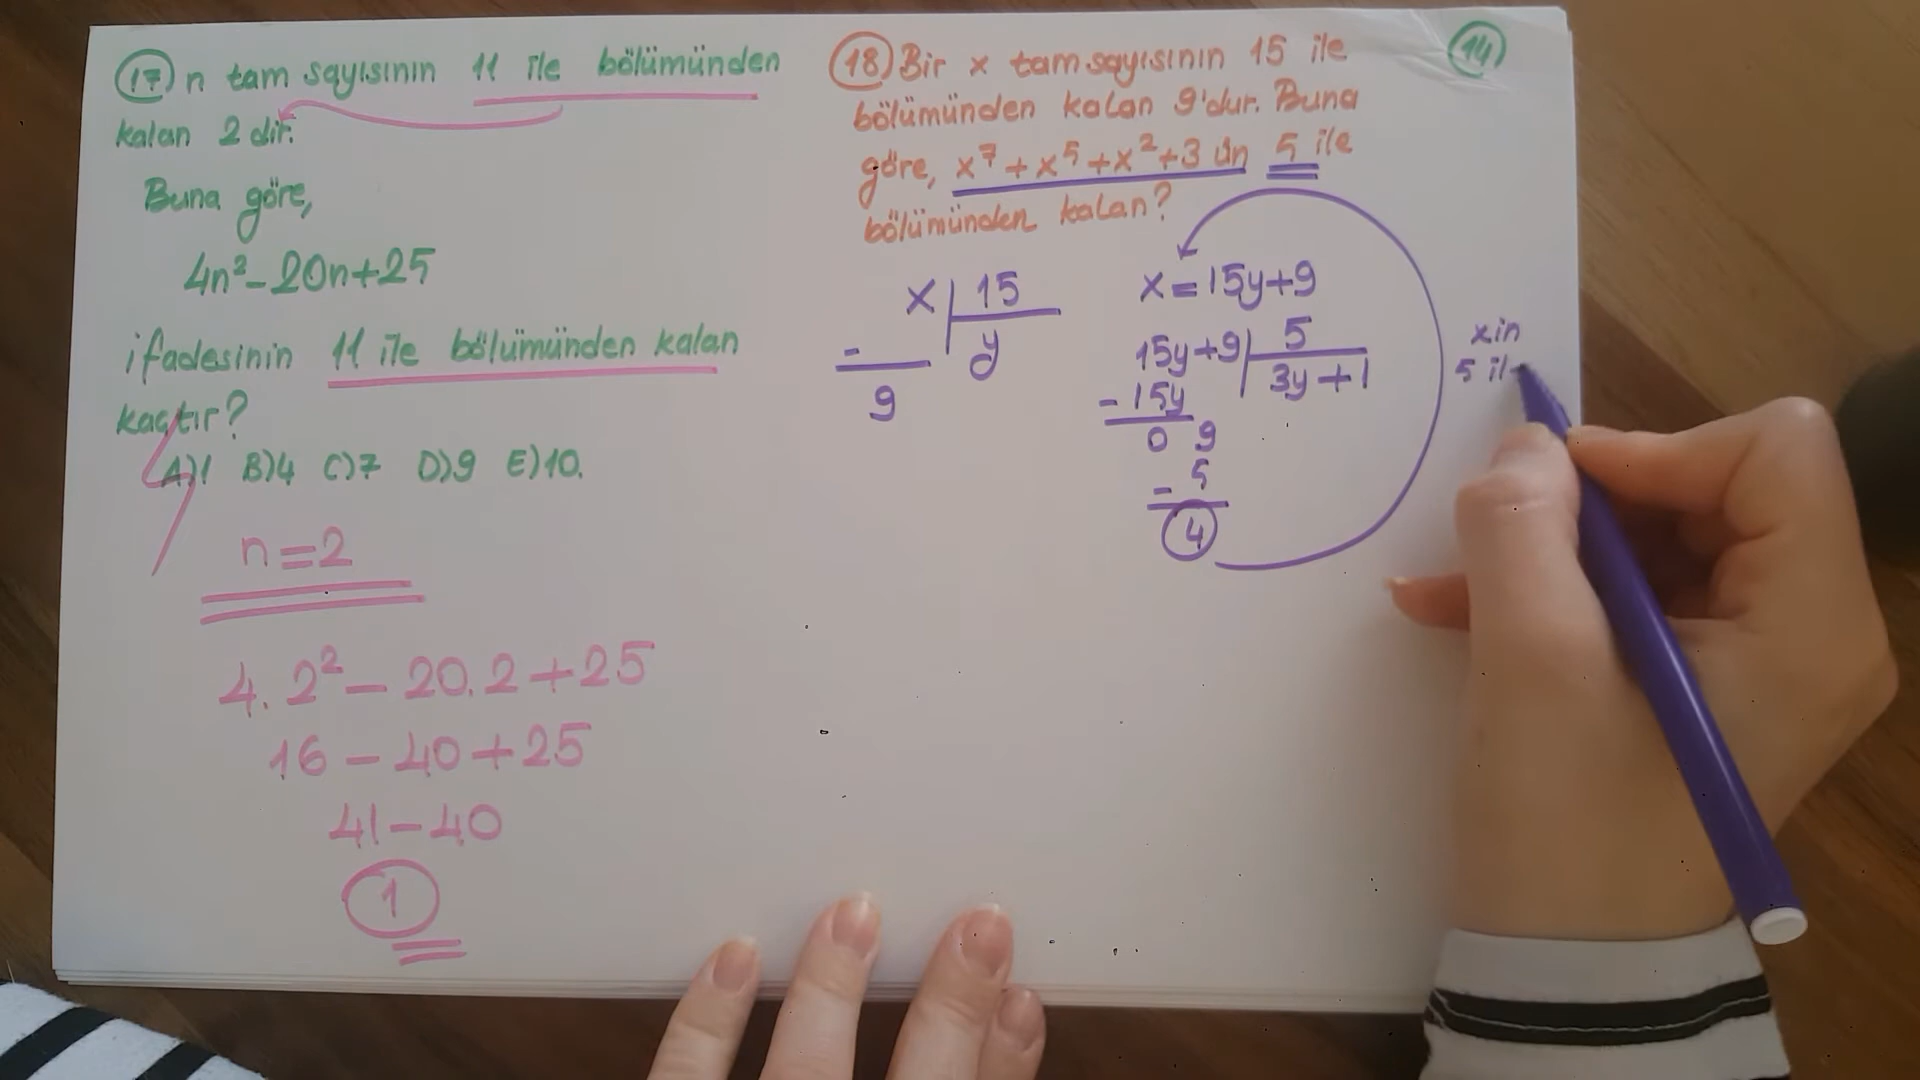 17 n tam sayısının 11 ile bölümünden
kalan 2 dir.
Buna göre,
4n²-20n+25
ifadesinin 11 ile bölümünden kalan
kaçtır?
A)1 B)4 C)7 D)9 E)10.
n=2
4.2²-20.2+25
16-40+25
41-40
1
18 Bir x tam sayısının 15 ile
bölümünden kalan 9'dur. Buna
göre, x⁷+x⁵+x²+3 ün 5 ile
bölümünden kalan?
x 15
- y
9
x=15y+9
15y+9 5
-15y 3y+1
0 9
- 5
4
xin
5 il
14